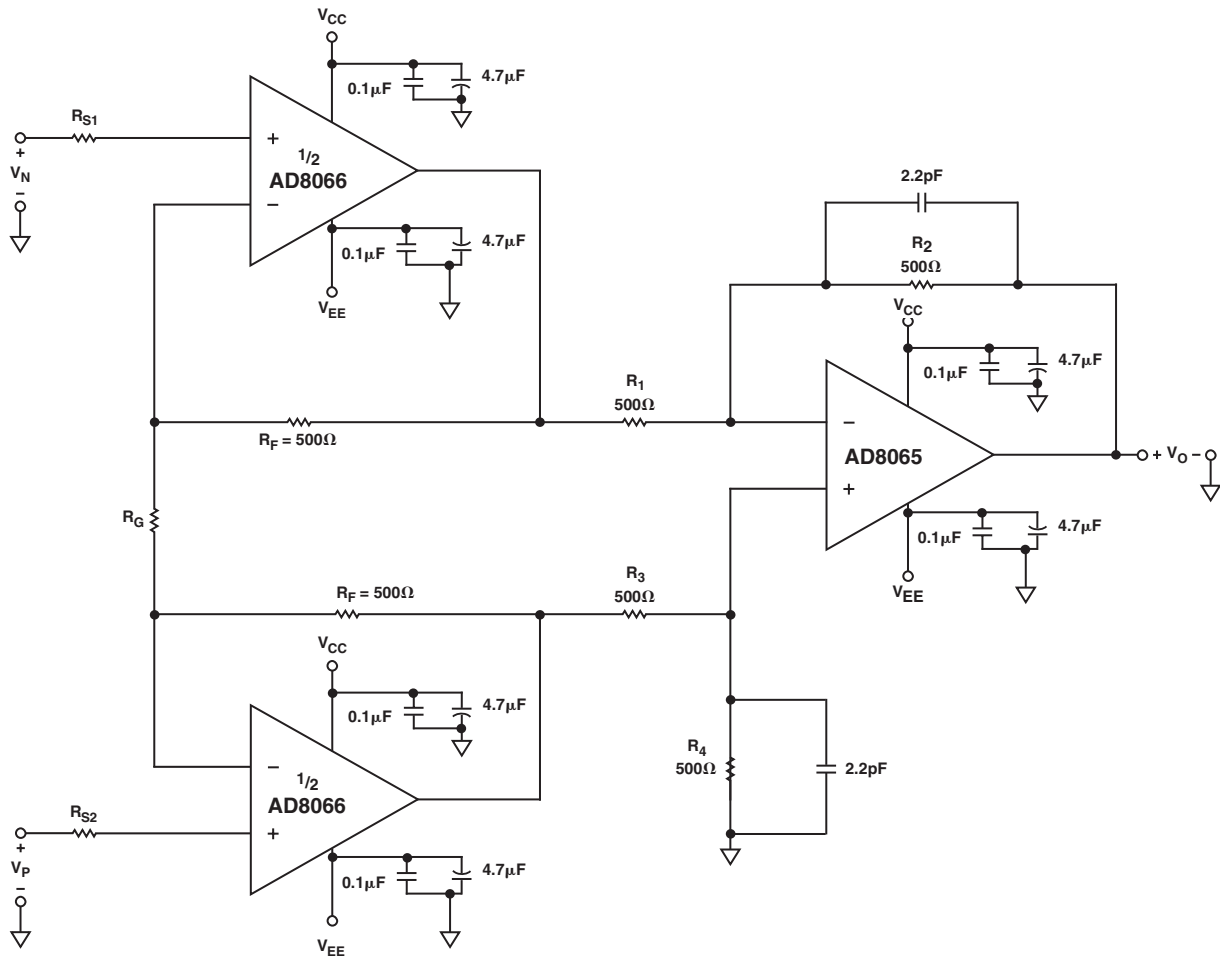 V_CC
0.1μF
4.7μF
R_S1
+
V_N
−
+
1/2
AD8066
−
0.1μF
4.7μF
V_EE
2.2pF
R_2
500Ω
V_CC
0.1μF
4.7μF
R_1
500Ω
R_F = 500Ω
−
AD8065
+
+ V_O −
0.1μF
4.7μF
V_EE
R_G
R_F = 500Ω
R_3
500Ω
V_CC
0.1μF
4.7μF
R_4
500Ω
2.2pF
−
1/2
AD8066
+
R_S2
+
V_P
−
0.1μF
4.7μF
V_EE